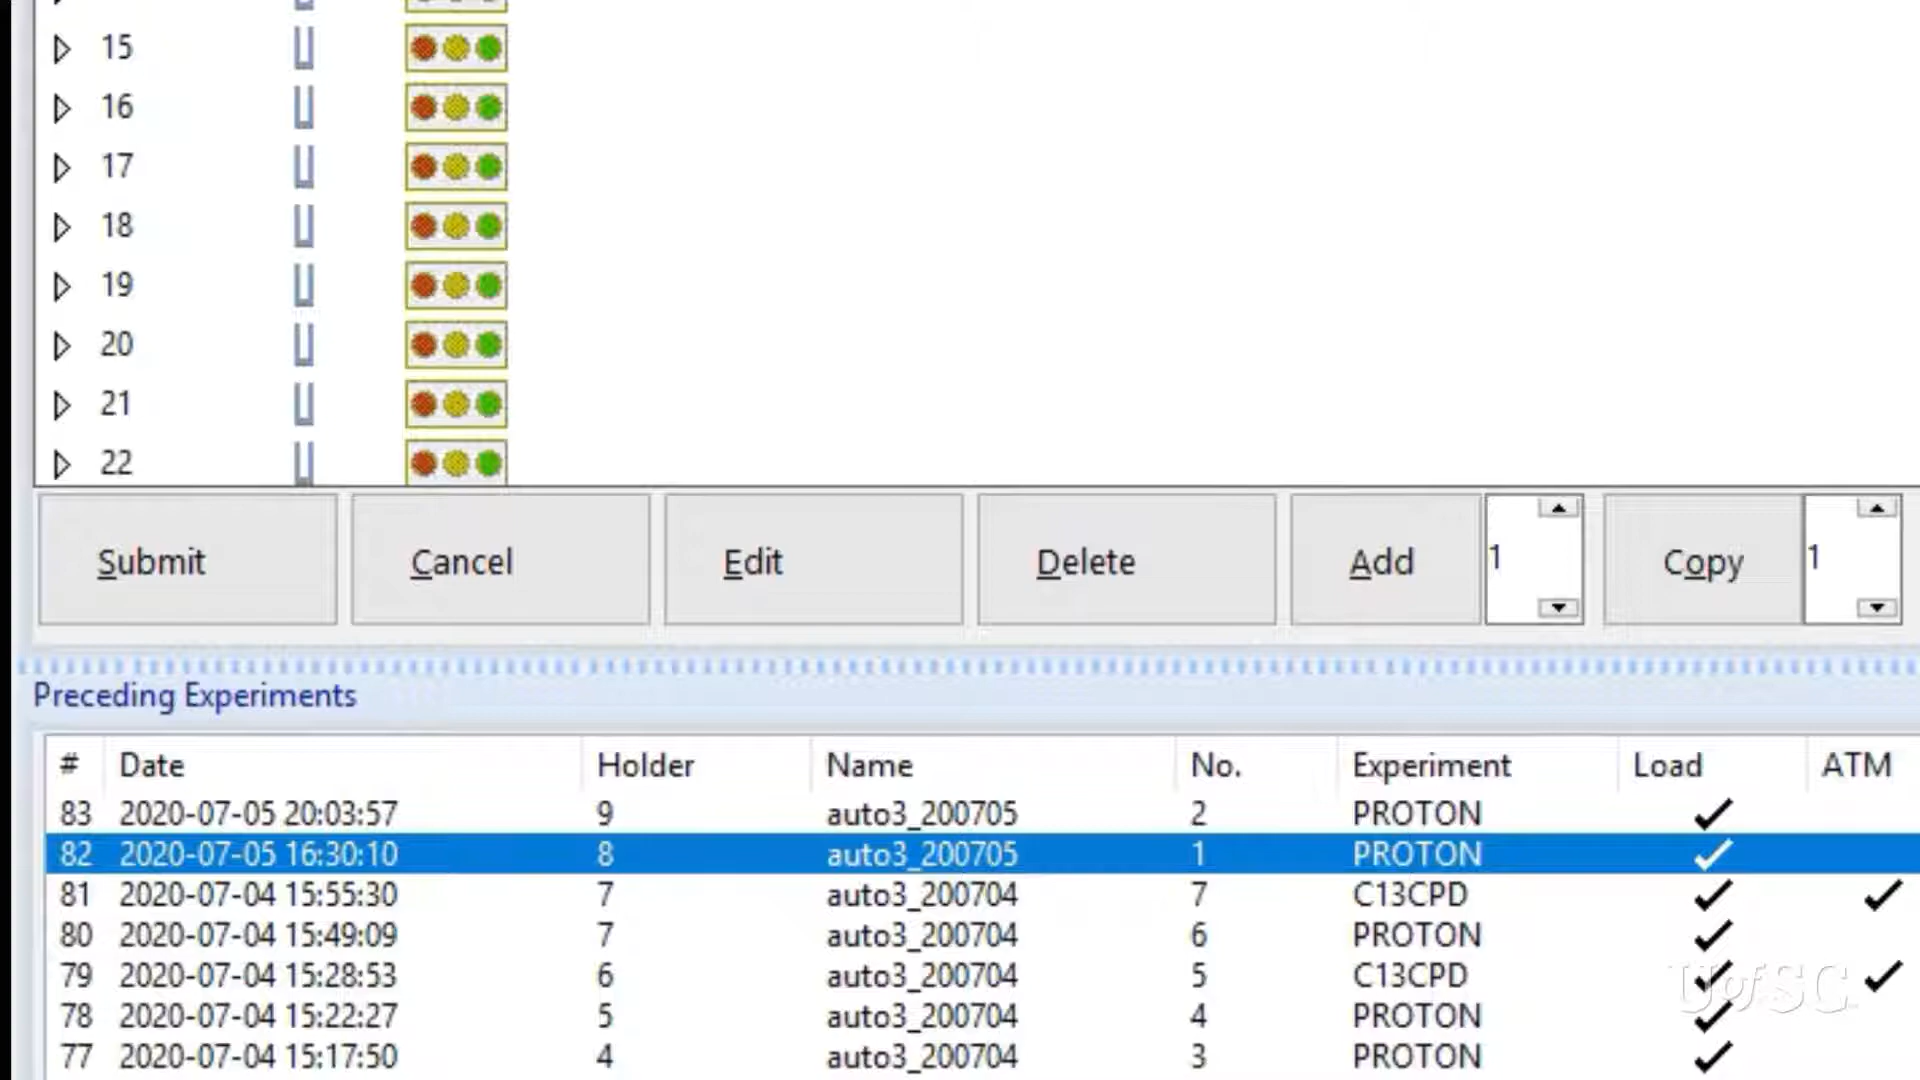 15
16
17
18
19
20
21
22
Submit Cancel Edit Delete Add 1 Copy 1
Preceding Experiments
# Date Holder Name No. Experiment Load ATM
83 2020-07-05 20:03:57 9 auto3_200705 2 PROTON
82 2020-07-05 16:30:10 8 auto3_200705 1 PROTON
81 2020-07-04 15:55:30 7 auto3_200704 7 C13CPD
80 2020-07-04 15:49:09 7 auto3_200704 6 PROTON
79 2020-07-04 15:28:53 6 auto3_200704 5 C13CPD
78 2020-07-04 15:22:27 5 auto3_200704 4 PROTON
77 2020-07-04 15:17:50 4 auto3_200704 3 PROTON
UofSC